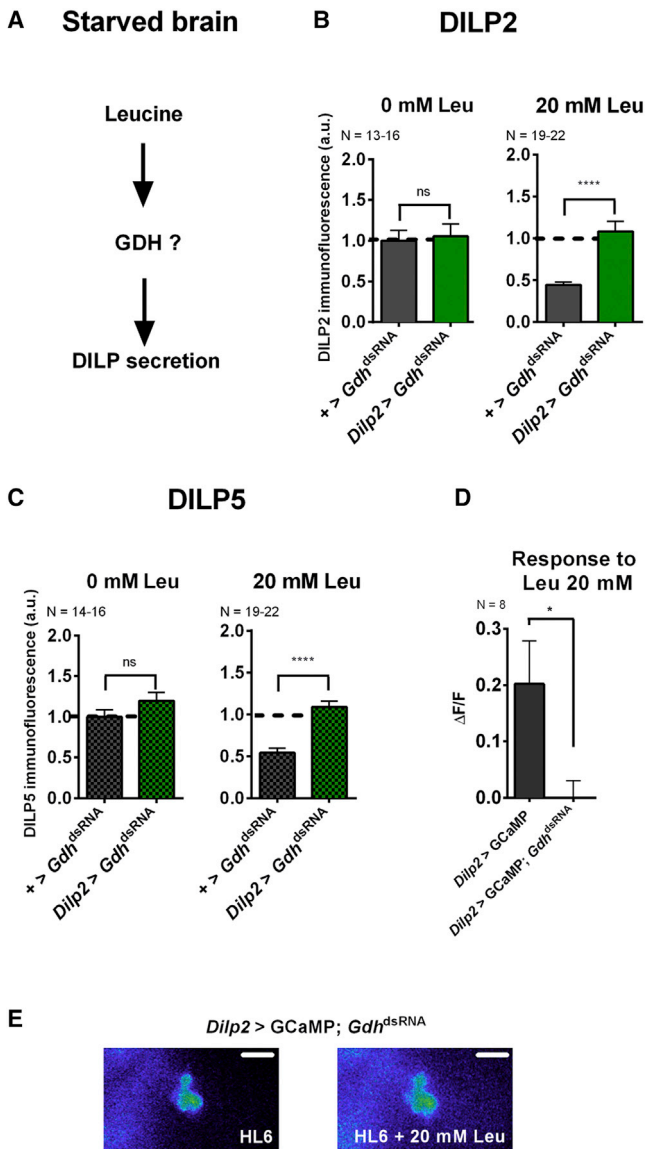 A
Starved brain
Leucine
GDH ?
DILP secretion
B
DILP2
0 mM Leu
20 mM Leu
N = 13-16
N = 19-22
DILP2 immunofluorescence (a.u.)
2.0
1.5
1.0
0.5
0.0
ns
+ > Gdh^dsRNA
Dilp2 > Gdh^dsRNA
2.0
1.5
1.0
0.5
0.0
****
+ > Gdh^dsRNA
Dilp2 > Gdh^dsRNA
C
DILP5
0 mM Leu
20 mM Leu
N = 14-16
N = 19-22
DILP5 immunofluorescence (a.u.)
2.0
1.5
1.0
0.5
0.0
ns
+ > Gdh^dsRNA
Dilp2 > Gdh^dsRNA
2.0
1.5
1.0
0.5
0.0
****
+ > Gdh^dsRNA
Dilp2 > Gdh^dsRNA
D
Response to
Leu 20 mM
N = 8
*
ΔF/F
0.3
0.2
0.1
0.0
Dilp2 > GCaMP
Dilp2 > GCaMP; Gdh^dsRNA
E
Dilp2 > GCaMP; Gdh^dsRNA
HL6
HL6 + 20 mM Leu